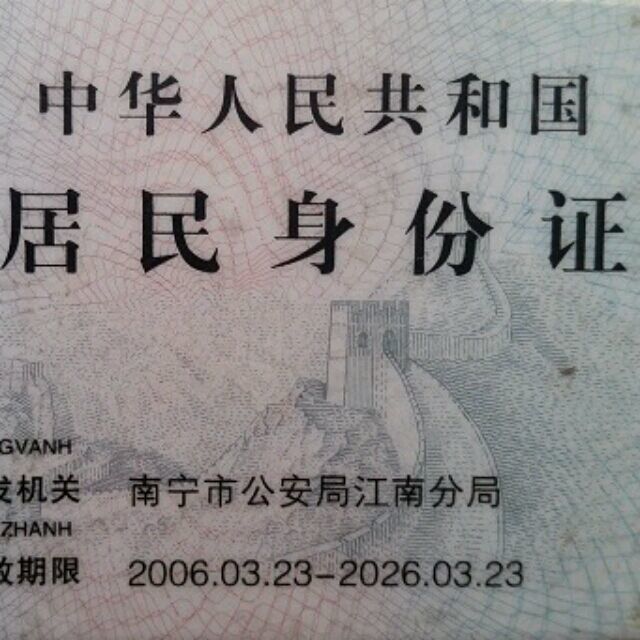 中华人民共和国
居民身份证
GVANH
发机关 南宁市公安局江南分局
ZHANH
效期限 2006.03.23-2026.03.23